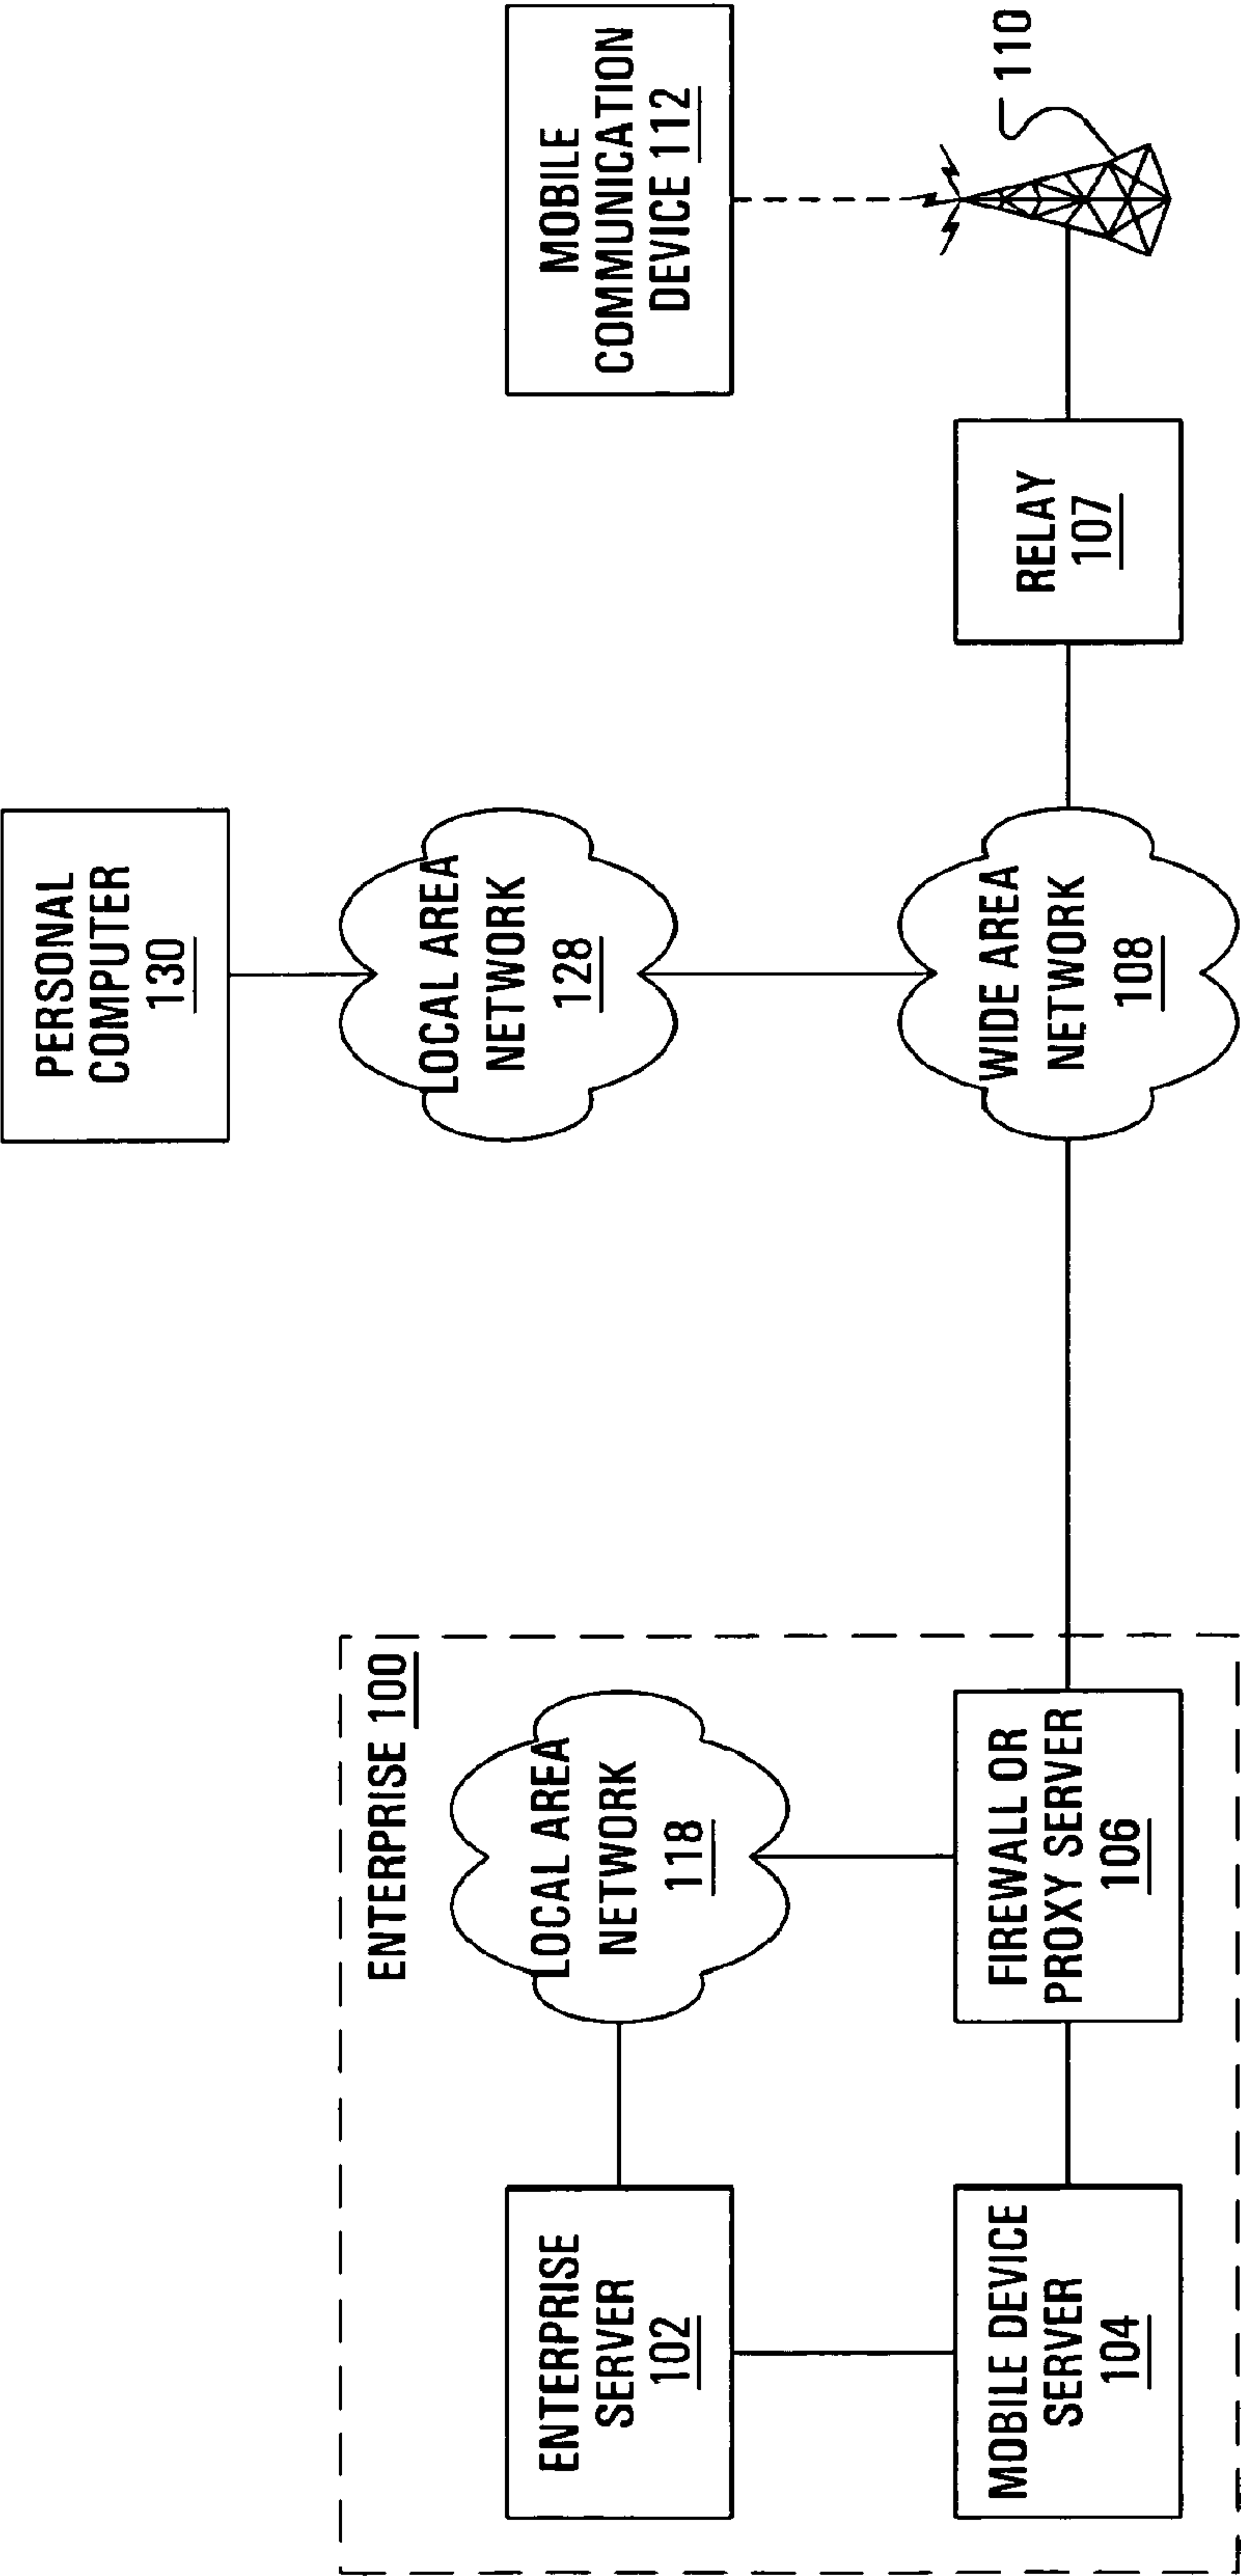 PERSONAL
COMPUTER
130
MOBILE
COMMUNICATION
DEVICE 112
ENTERPRISE 100
LOCAL AREA
NETWORK
128
ENTERPRISE
SERVER
102
LOCAL AREA
NETWORK
118
110
MOBILE DEVICE
SERVER
104
FIREWALL OR
PROXY SERVER
106
WIDE AREA
NETWORK
108
RELAY
107